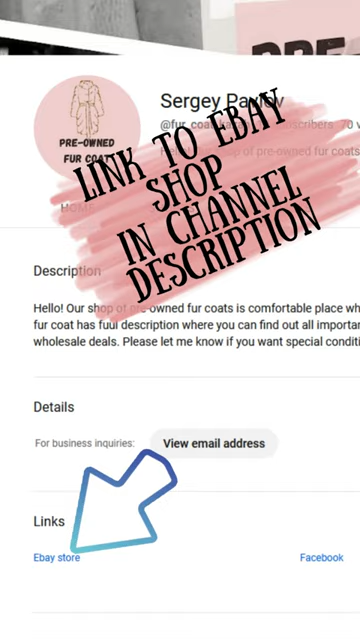 Sergey Pavlov
PRE-OWNED
FUR COAT
LINK TO EBAY
SHOP
IN CHANNEL
DESCRIPTION
Description
Hello! Our shop of pre-owned fur coats is comfortable place wh
fur coat has fuul description where you can find out all importa
wholesale deals. Please let me know if you want special conditi
Details
For business inquiries: View email address
Links
Ebay store Facebook